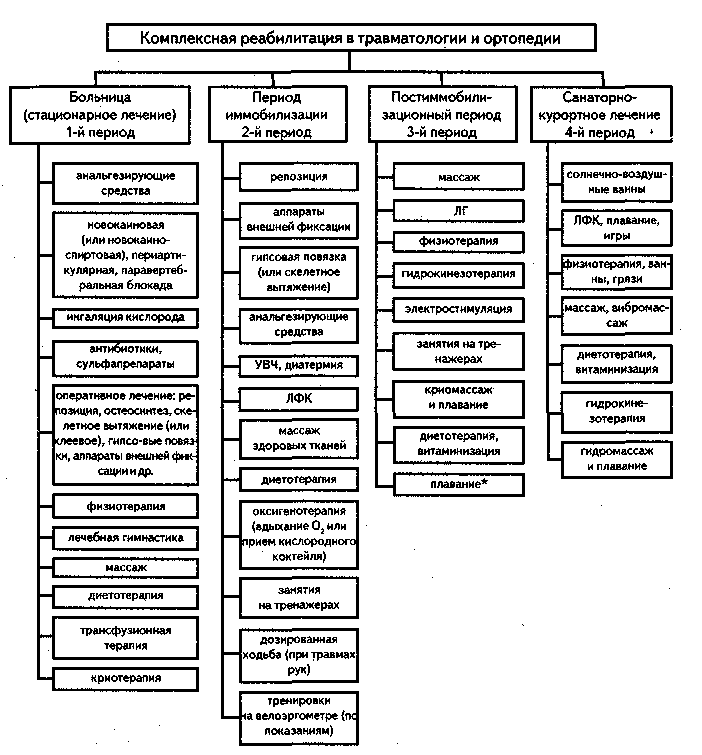 Комплексная реабилитация в травматологии и ортопедии
Больница
(стационарное лечение)
1-й период
анальгезирующие
средства
новокаиновая
(или новокаино-
спиртовая), периарти-
кулярная, паравертеб-
ральная блокада
ингаляция кислорода
антибиотики,
сульфапрепараты
оперативное лечение: ре-
позиция, остеосинтез, ске-
летное вытяжение (или
клеевое), гипсо-вые повяз-
ки, аппараты внешней фик-
сации и др.
физиотерапия
лечебная гимнастика
массаж
диетотерапия
трансфузионная
терапия
криотерапия
Период
иммобилизации
2-й период
репозиция
аппараты
внешней фиксации
гипсовая повязка
(или скелетное
вытяжение)
анальгезирующие
средства
УВЧ, диатермия
ЛФК
массаж
здоровых тканей
диетотерапия
оксигенотерапия
(вдыхание O₂ или
прием кислородного
коктейля)
занятия
на тренажерах
дозированная
ходьба (при травмах
рук)
тренировки
на велоэргометре (по
показаниям)
Постиммобили-
зационный период
3-й период
массаж
ЛГ
физиотерапия
гидрокинезотерапия
электростимуляция
занятия на тре-
нажерах
криомассаж
и плавание
диетотерапия,
витаминизация
плавание*
Санаторно-
курортное лечение
4-й период
солнечно-воздуш-
ные ванны
ЛФК, плавание,
игры
физиотерапия, ван-
ны, грязи
массаж, вибромас-
саж
диетотерапия,
витаминизация
гидрокине-
зотерапия
гидромассаж
и плавание